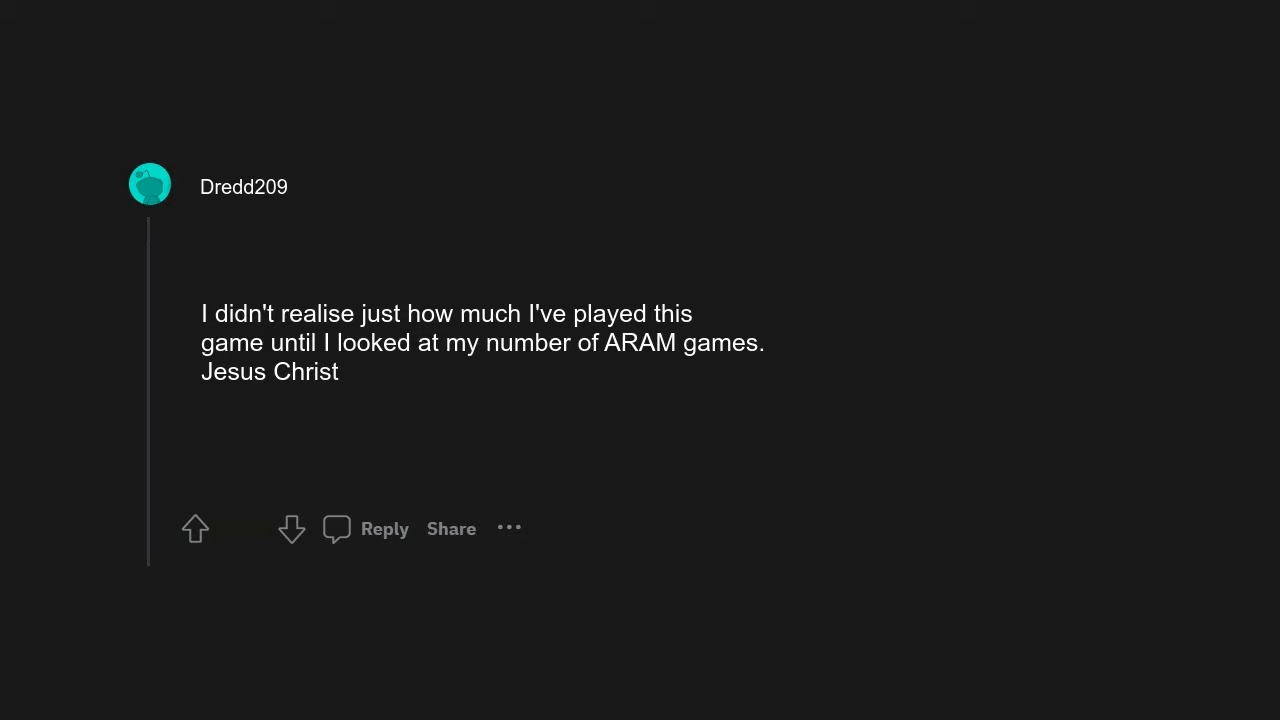 Dredd209
I didn't realise just how much I've played this
game until I looked at my number of ARAM games.
Jesus Christ
Reply Share